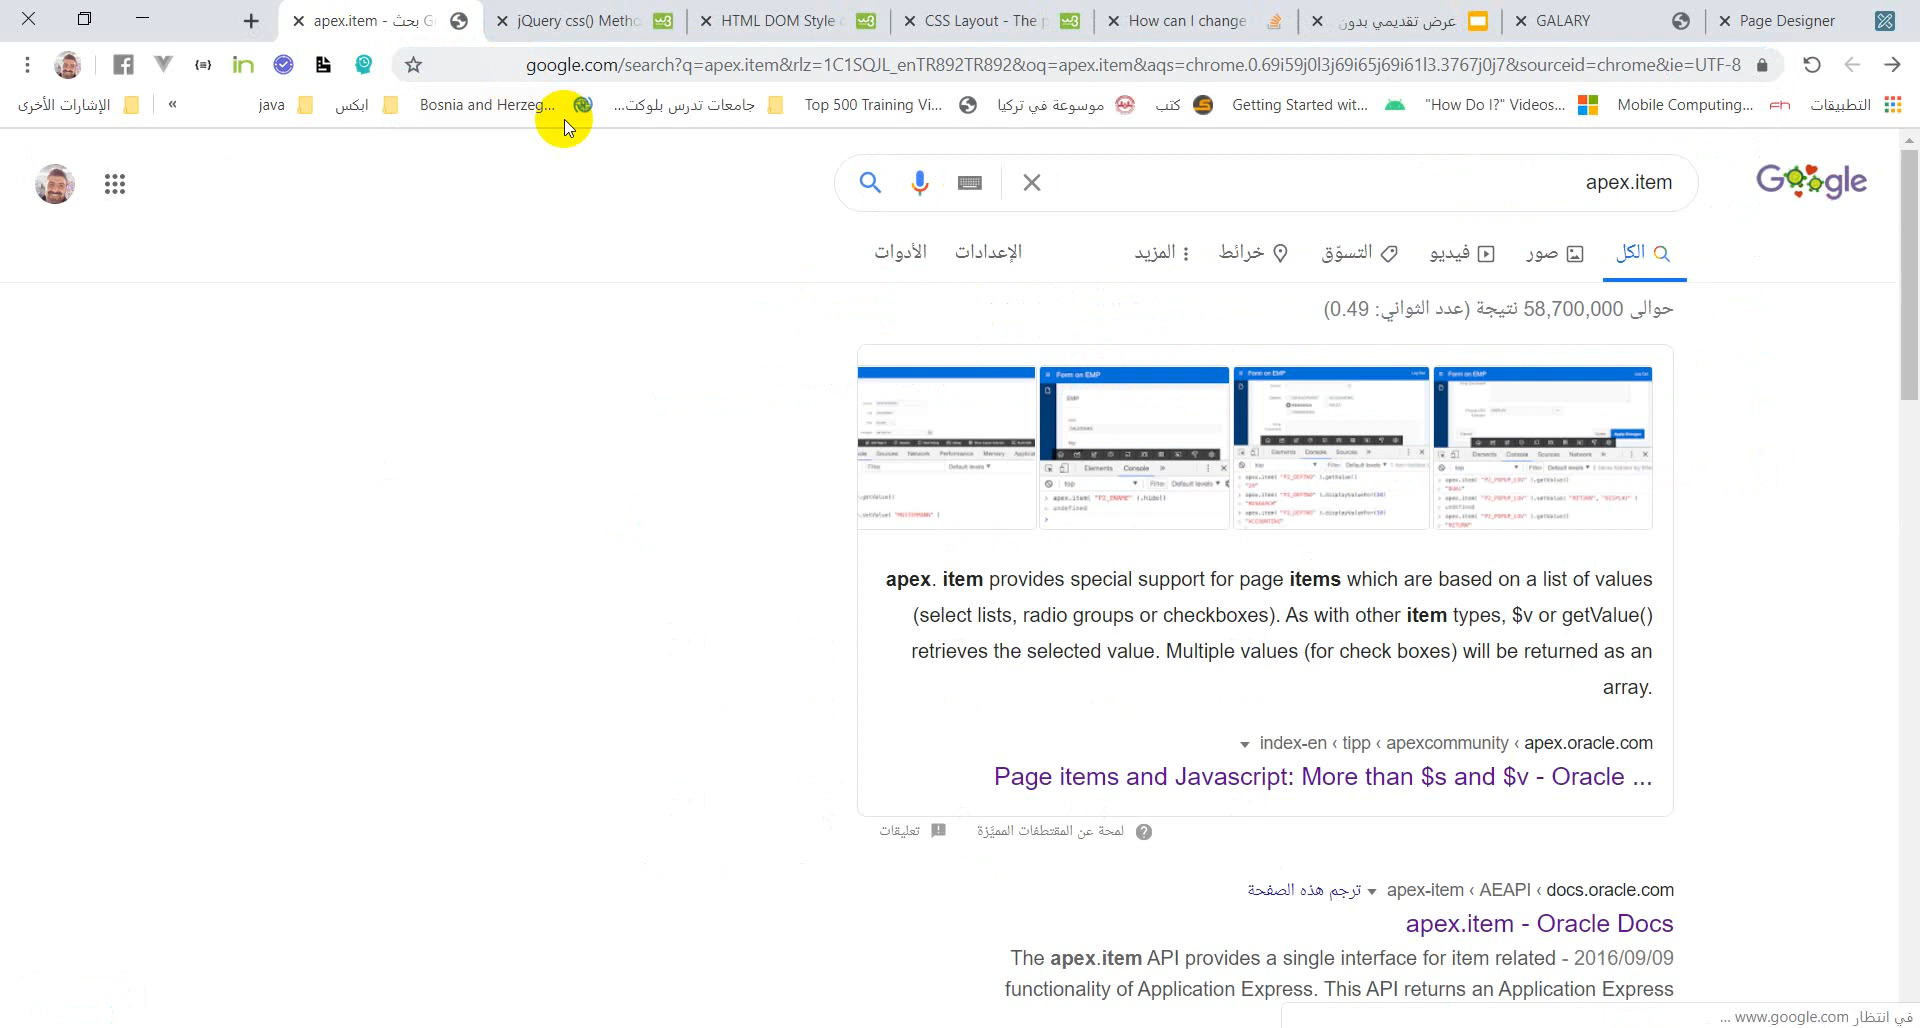 apex.item - بحث G
jQuery css() Metho
HTML DOM Style
CSS Layout - The p
How can I change
عرض تقديمي بدون
GALARY
Page Designer
google.com/search?q=apex.item&rlz=1C1SQJL_enTR892TR892&oq=apex.item&aqs=chrome.0.69i59j0l3j69i65j69i61l3.3767j0j7&sourceid=chrome&ie=UTF-8
التطبيقات
Mobile Computing...
"How Do I?" Videos...
Getting Started wit...
كتب
موسوعة في تركيا
Top 500 Training Vi...
جامعات تدرس بلوكت...
Bosnia and Herzeg...
ابكس
java
»
الإشارات الأخرى
apex.item
Google
الكل
صور
فيديو
التسوّق
خرائط
المزيد
الإعدادات
الأدوات
حوالى 58,700,000 نتيجة (عدد الثواني: 0.49)
apex. item provides special support for page items which are based on a list of values
(select lists, radio groups or checkboxes). As with other item types, $v or getValue()
retrieves the selected value. Multiple values (for check boxes) will be returned as an
array.
index-en ‹ tipp ‹ apexcommunity ‹ apex.oracle.com
Page items and Javascript: More than $s and $v - Oracle ...
لمحة عن المقتطفات المميَّزة
تعليقات
ترجم هذه الصفحة apex-item ‹ AEAPI ‹ docs.oracle.com
apex.item - Oracle Docs
The apex.item API provides a single interface for item related - 2016/09/09
functionality of Application Express. This API returns an Application Express
في انتظار www.google.com ...